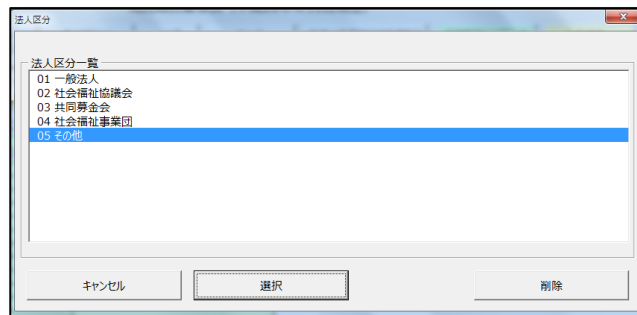 法人区分
法人区分一覧
01 一般法人
02 社会福祉協議会
03 共同募金会
04 社会福祉事業団
05 その他
キャンセル
選択
削除